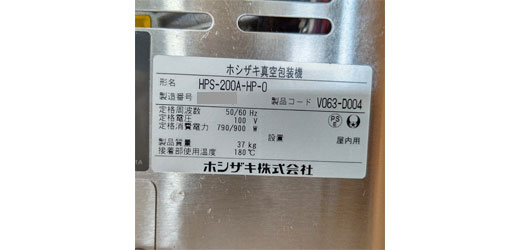 ホシザキ真空包装機
形名 HPS-200A-HP-0
製造番号 製品コード V063-D004
定格周波数 50/60 Hz
定格電圧 100 V
定格消費電力 790/900 W
設置 屋内用
製品質量 37 kg
接着部使用温度 180℃
PS E
ホシザキ株式会社